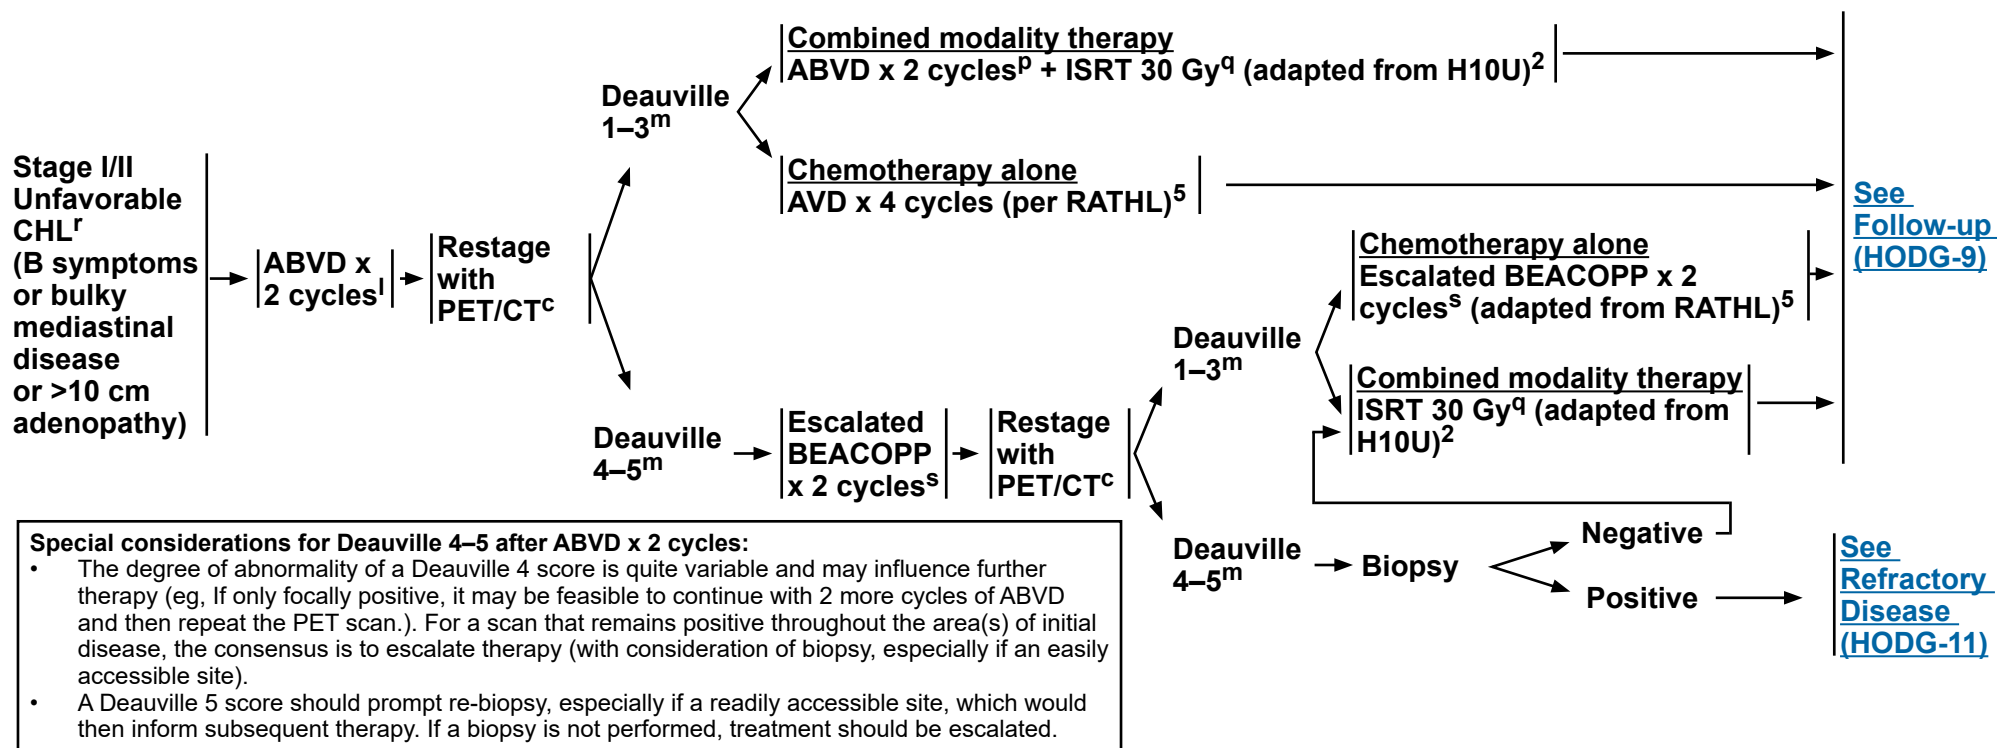 Stage I/II
Unfavorable
CHLr
(B symptoms
or bulky
mediastinal
disease
or >10 cm
adenopathy)
ABVD x
2 cyclesl
Restage
with
PET/CTc
Deauville
1–3m
Combined modality therapy
ABVD x 2 cyclesp + ISRT 30 Gyq (adapted from H10U)2
Chemotherapy alone
AVD x 4 cycles (per RATHL)5
Deauville
4–5m
Escalated
BEACOPP
x 2 cycless
Restage
with
PET/CTc
Deauville
1–3m
Chemotherapy alone
Escalated BEACOPP x 2
cycless (adapted from RATHL)5
Combined modality therapy
ISRT 30 Gyq (adapted from
H10U)2
See
Follow-up
(HODG-9)
Deauville
4–5m
Biopsy
Negative
Positive
See
Refractory
Disease
(HODG-11)
Special considerations for Deauville 4–5 after ABVD x 2 cycles:
• The degree of abnormality of a Deauville 4 score is quite variable and may influence further
therapy (eg, If only focally positive, it may be feasible to continue with 2 more cycles of ABVD
and then repeat the PET scan.). For a scan that remains positive throughout the area(s) of initial
disease, the consensus is to escalate therapy (with consideration of biopsy, especially if an easily
accessible site).
• A Deauville 5 score should prompt re-biopsy, especially if a readily accessible site, which would
then inform subsequent therapy. If a biopsy is not performed, treatment should be escalated.